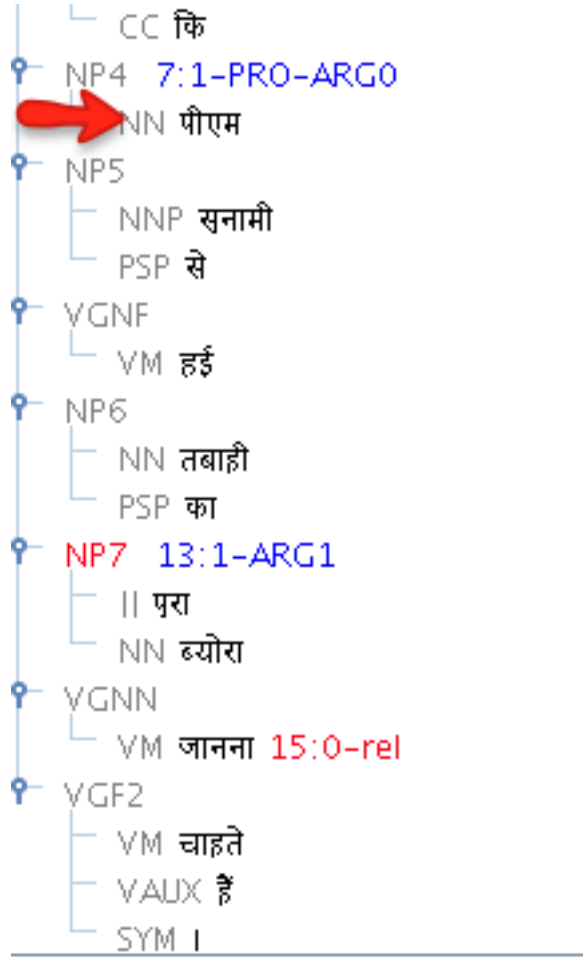 CC कि
NP4 7:1-PRO-ARG0
NN पीएम
NP5
NNP सुनामी
PSP से
VGNF
VM हुई
NP6
NN तबाही
PSP का
NP7 13:1-ARG1
JJ पूरा
NN ब्योरा
VGNN
VM जानना 15:0-rel
VGF2
VM चाहते
VAUX हैं
SYM ।